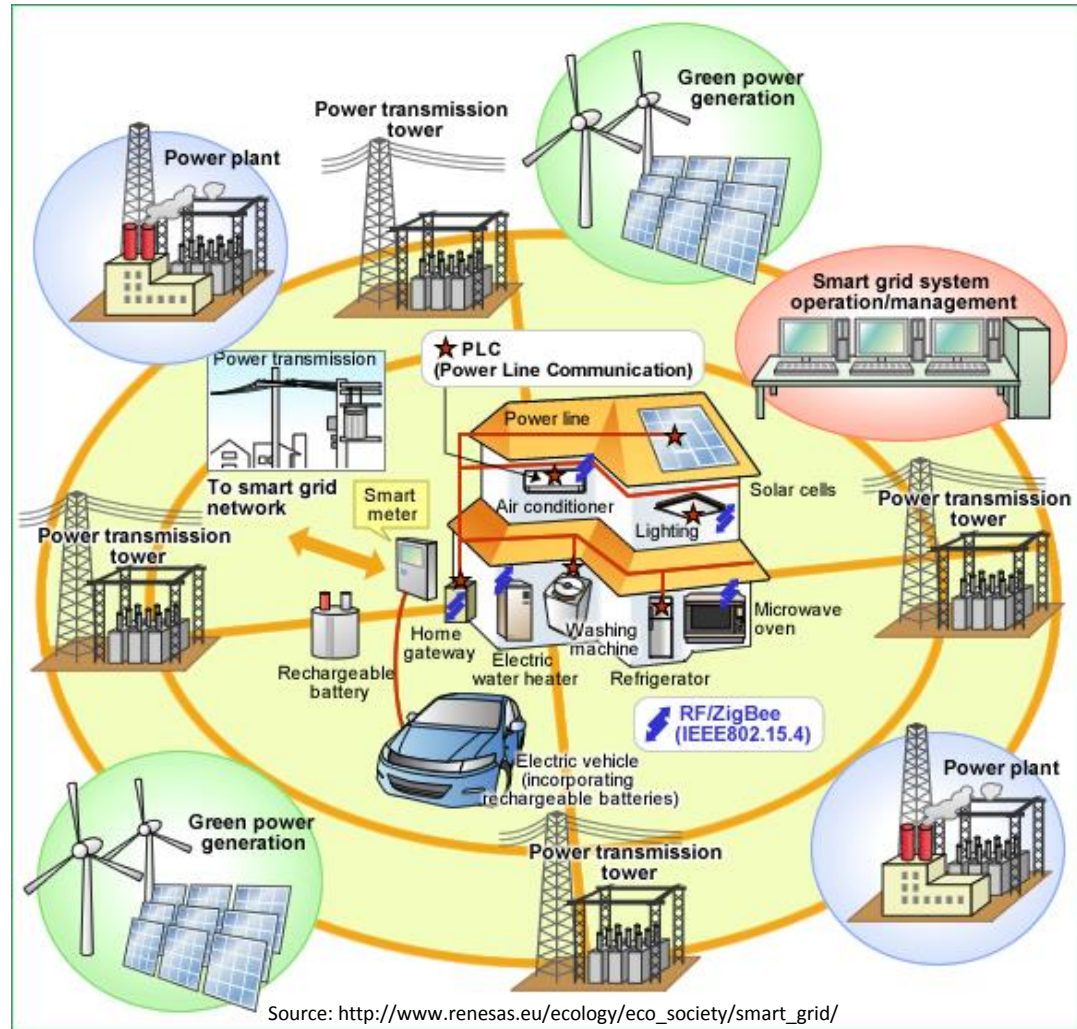 Green power
generation
Power transmission
tower
Power plant
Smart grid system
operation/management
PLC
(Power Line Communication)
Power transmission
Power line
To smart grid
network
Smart
meter
Air conditioner
Solar cells
Lighting
Power transmission
tower
Power transmission
tower
Microwave
oven
Home
gateway
Washing
machine
Rechargeable
battery
Electric
water heater
Refrigerator
RF/ZigBee
(IEEE802.15.4)
Electric vehicle
(incorporating
rechargeable batteries)
Power plant
Green power
generation
Power transmission
tower
Source: http://www.renesas.eu/ecology/eco_society/smart_grid/